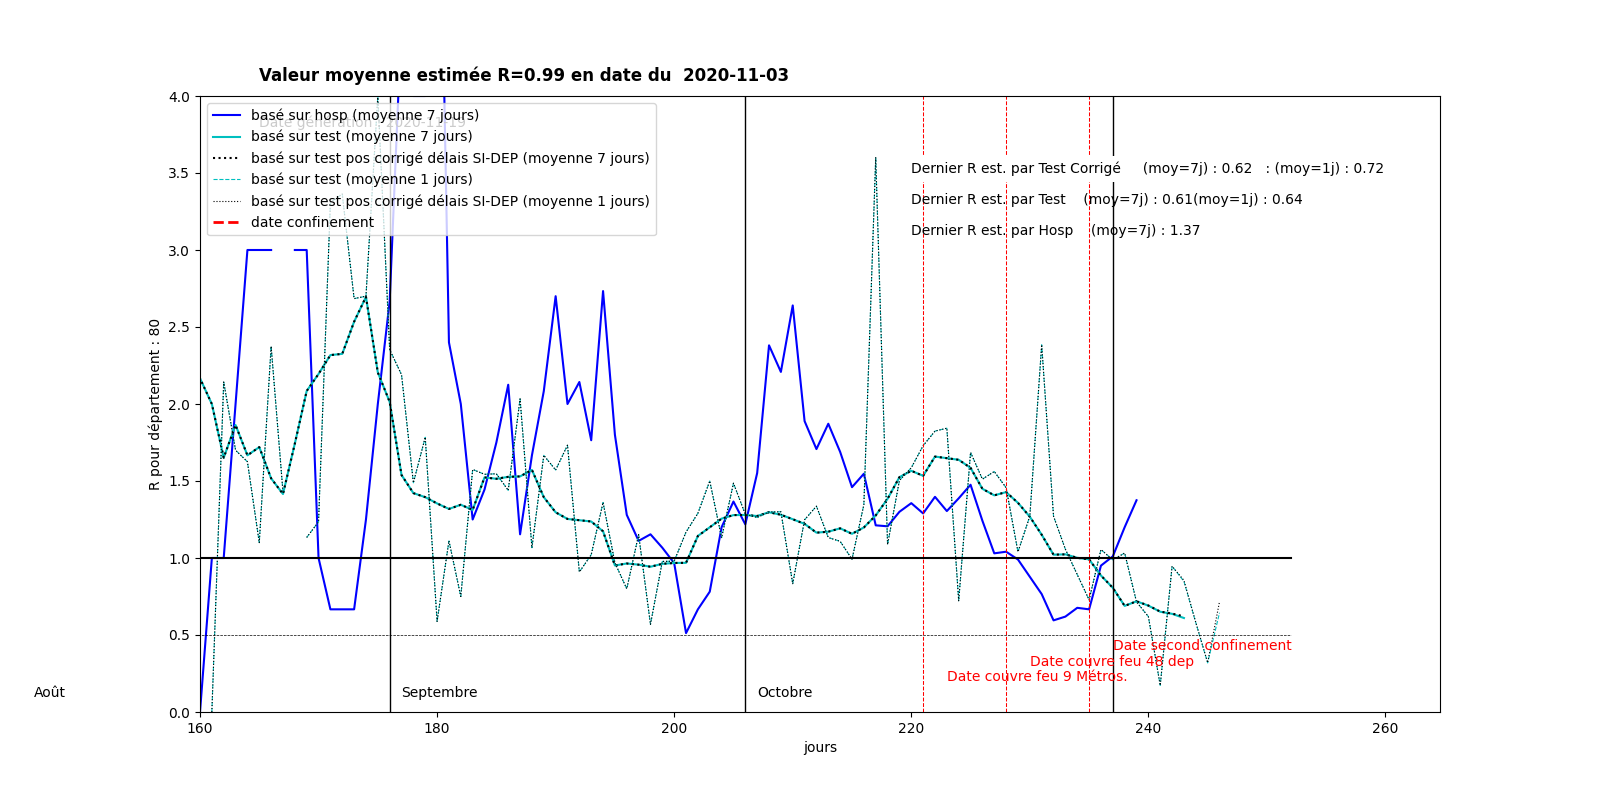 Valeur moyenne estimée R=0.99 en date du  2020-11-03
4.0
3.5
3.0
2.5
2.0
1.5
1.0
0.5
0.0
R pour département : 80
basé sur hosp (moyenne 7 jours)
Date génération : 2020-11-19
basé sur test (moyenne 7 jours)
basé sur test pos corrigé délais SI-DEP (moyenne 7 jours)
basé sur test (moyenne 1 jours)
basé sur test pos corrigé délais SI-DEP (moyenne 1 jours)
date confinement
Dernier R est. par Test Corrigé     (moy=7j) : 0.62   : (moy=1j) : 0.72
Dernier R est. par Test    (moy=7j) : 0.61(moy=1j) : 0.64
Dernier R est. par Hosp    (moy=7j) : 1.37
Date second confinement
Date couvre feu 48 dep
Date couvre feu 9 Métros.
Août
Septembre
Octobre
160 180 200 220 240 260
jours